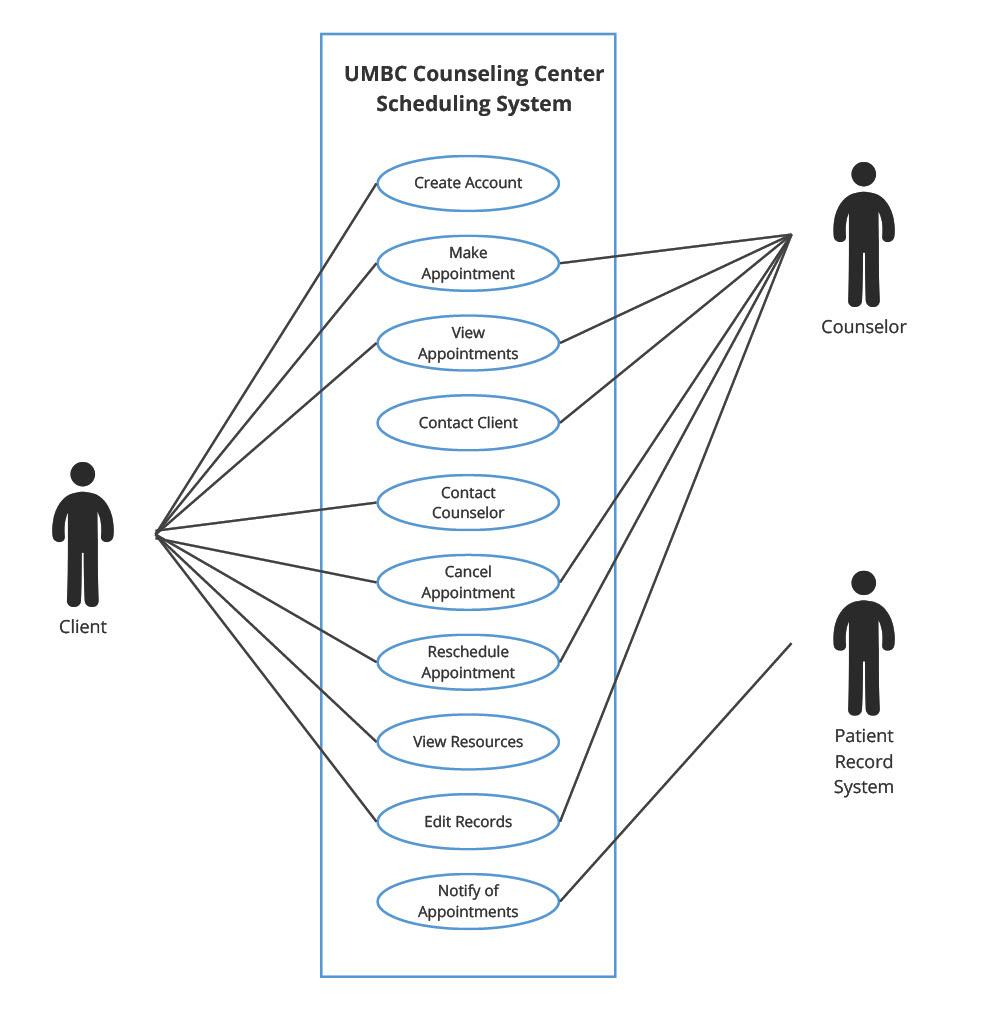 UMBC Counseling Center
Scheduling System
Create Account
Make
Appointment
View
Appointments
Contact Client
Contact
Counselor
Cancel
Appointment
Reschedule
Appointment
View Resources
Edit Records
Notify of
Appointments
Client
Counselor
Patient
Record
System